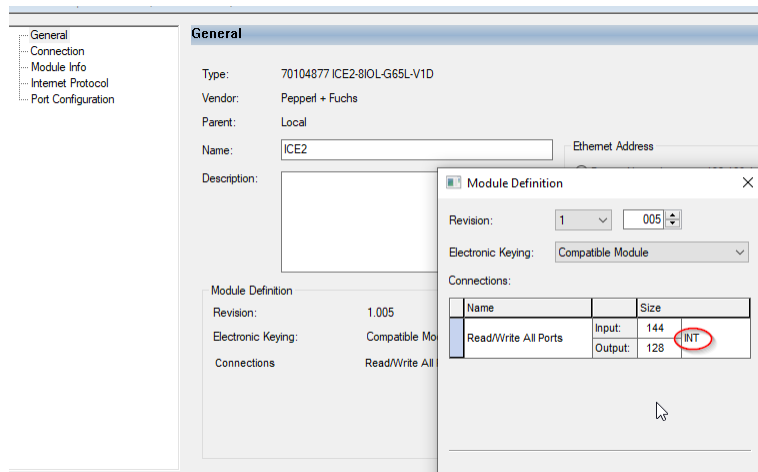 General
Connection
Module Info
Internet Protocol
Port Configuration
General
Type: 70104877 ICE2-8IOL-G65L-V1D
Vendor: Pepperl + Fuchs
Parent: Local
Name: ICE2
Ethernet Address
Description:
Module Definition
Revision: 1.005
Electronic Keying: Compatible Mo
Connections Read/Write All
Module Definition
Revision: 1 005
Electronic Keying: Compatible Module
Connections:
Name Size
Read/Write All Ports Input: 144 INT
Output: 128